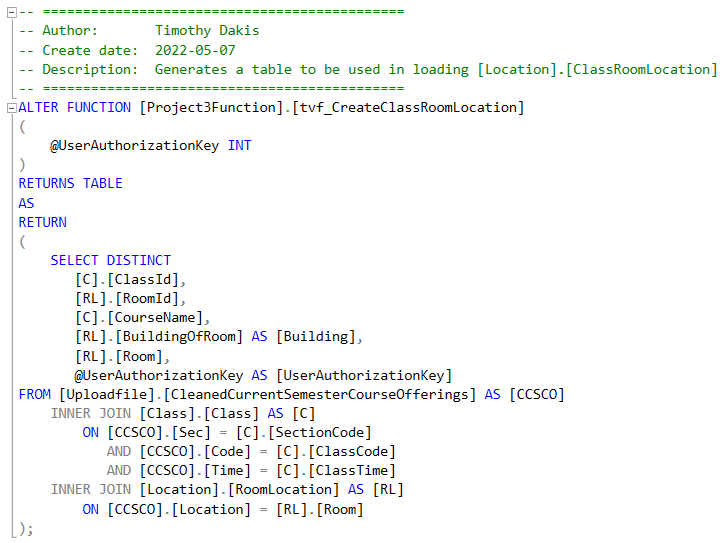 -- =============================================
-- Author:       Timothy Dakis
-- Create date:  2022-05-07
-- Description:  Generates a table to be used in loading [Location].[ClassRoomLocation]
-- =============================================
ALTER FUNCTION [Project3Function].[tvf_CreateClassRoomLocation]
(
    @UserAuthorizationKey INT
)
RETURNS TABLE
AS
RETURN
(
    SELECT DISTINCT
       [C].[ClassId],
       [RL].[RoomId],
       [C].[CourseName],
       [RL].[BuildingOfRoom] AS [Building],
       [RL].[Room],
       @UserAuthorizationKey AS [UserAuthorizationKey]
FROM [Uploadfile].[CleanedCurrentSemesterCourseOfferings] AS [CCSCO]
    INNER JOIN [Class].[Class] AS [C]
        ON [CCSCO].[Sec] = [C].[SectionCode]
           AND [CCSCO].[Code] = [C].[ClassCode]
           AND [CCSCO].[Time] = [C].[ClassTime]
    INNER JOIN [Location].[RoomLocation] AS [RL]
        ON [CCSCO].[Location] = [RL].[Room]
);